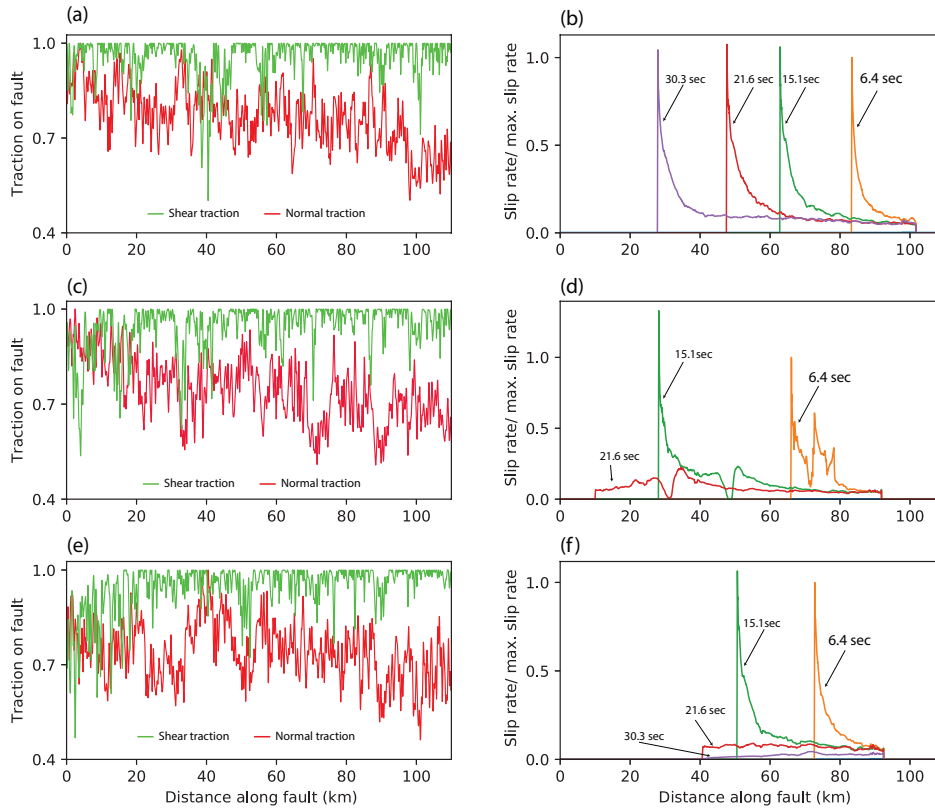 (a)
1.0
0.7
0.4
Traction on fault
Shear traction
Normal traction
0 20 40 60 80 100
(b)
1.0
0.5
0.0
Slip rate/ max. slip rate
30.3 sec
21.6 sec
15.1sec
6.4 sec
0 20 40 60 80 100
(c)
1.0
0.7
0.4
Traction on fault
Shear traction
Normal traction
0 20 40 60 80 100
(d)
1.0
0.5
0.0
Slip rate/ max. slip rate
15.1sec
6.4 sec
21.6 sec
0 20 40 60 80 100
(e)
1.0
0.7
0.4
Traction on fault
Shear traction
Normal traction
0 20 40 60 80 100
Distance along fault (km)
(f)
1.0
0.5
0.0
Slip rate/ max. slip rate
15.1sec
6.4 sec
21.6 sec
30.3 sec
0 20 40 60 80 100
Distance along fault (km)